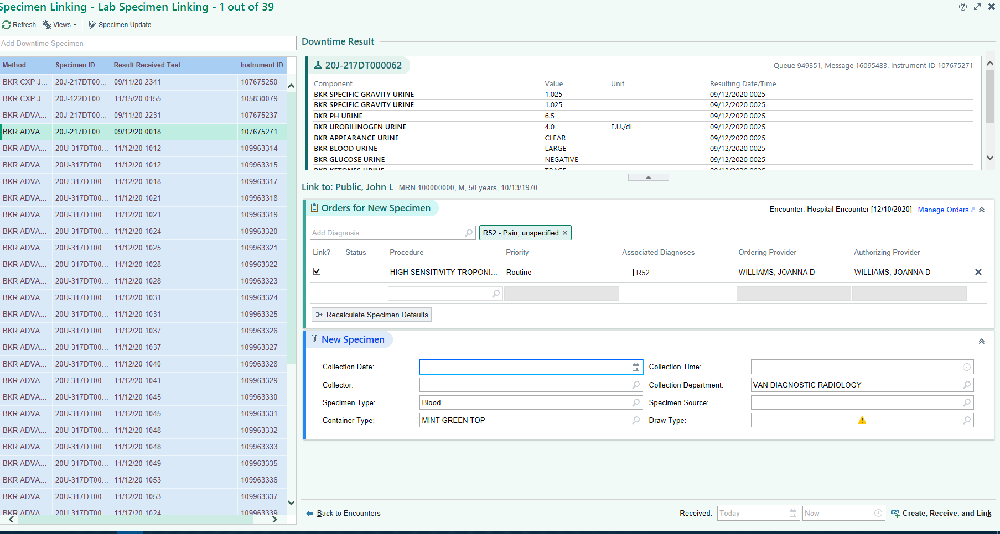 Specimen Linking - Lab Specimen Linking - 1 out of 39
Refresh Views Specimen Update
Add Downtime Specimen
Method Specimen ID Result Received Test Instrument ID
BKR CXP J... 20J-217DT00... 09/11/20 2341 107675250
BKR CXP J... 20J-122DT00... 11/15/20 0155 105830079
BKR ADVA... 20J-217DT00... 09/11/20 2231 107675237
BKR ADVA... 20J-217DT00... 09/12/20 0018 107675271
BKR ADVA... 20U-317DT00... 11/12/20 1012 109963314
BKR ADVA... 20U-317DT00... 11/12/20 1012 109963315
BKR ADVA... 20U-317DT00... 11/12/20 1018 109963317
BKR ADVA... 20U-317DT00... 11/12/20 1021 109963318
BKR ADVA... 20U-317DT00... 11/12/20 1021 109963319
BKR ADVA... 20U-317DT00... 11/12/20 1024 109963320
BKR ADVA... 20U-317DT00... 11/12/20 1025 109963321
BKR ADVA... 20U-317DT00... 11/12/20 1028 109963322
BKR ADVA... 20U-317DT00... 11/12/20 1028 109963323
BKR ADVA... 20U-317DT00... 11/12/20 1031 109963324
BKR ADVA... 20U-317DT00... 11/12/20 1031 109963325
BKR ADVA... 20U-317DT00... 11/12/20 1037 109963326
BKR ADVA... 20U-317DT00... 11/12/20 1037 109963327
BKR ADVA... 20U-317DT00... 11/12/20 1040 109963328
BKR ADVA... 20U-317DT00... 11/12/20 1041 109963329
BKR ADVA... 20U-317DT00... 11/12/20 1045 109963330
BKR ADVA... 20U-317DT00... 11/12/20 1045 109963331
BKR ADVA... 20U-317DT00... 11/12/20 1048 109963332
BKR ADVA... 20U-317DT00... 11/12/20 1048 109963333
BKR ADVA... 20U-317DT00... 11/12/20 1049 109963335
BKR ADVA... 20U-317DT00... 11/12/20 1053 109963336
BKR ADVA... 20U-317DT00... 11/12/20 1053 109963337
BKR ADVA... 20U-317DT00... 11/17/20 1024 109963339
Downtime Result
20J-217DT000062 Queue 949351, Message 16095483, Instrument ID 107675271
Component Value Unit Resulting Date/Time
BKR SPECIFIC GRAVITY URINE 1.025 09/12/2020 0025
BKR SPECIFIC GRAVITY URINE 1.025 09/12/2020 0025
BKR PH URINE 6.5 09/12/2020 0025
BKR UROBILINOGEN URINE 4.0 E.U./dL 09/12/2020 0025
BKR APPEARANCE URINE CLEAR 09/12/2020 0025
BKR BLOOD URINE LARGE 09/12/2020 0025
BKR GLUCOSE URINE NEGATIVE 09/12/2020 0025
BKR KETONES URINE TRACE 09/12/2020 0025
Link to: Public, John L MRN 100000000, M, 50 years, 10/13/1970
Orders for New Specimen Encounter: Hospital Encounter [12/10/2020] Manage Orders
Add Diagnosis R52 - Pain, unspecified
Link? Status Procedure Priority Associated Diagnoses Ordering Provider Authorizing Provider
HIGH SENSITIVITY TROPONI... Routine R52 WILLIAMS, JOANNA D WILLIAMS, JOANNA D
Recalculate Specimen Defaults
New Specimen
Collection Date: Collection Time:
Collector: Collection Department: VAN DIAGNOSTIC RADIOLOGY
Specimen Type: Blood Specimen Source:
Container Type: MINT GREEN TOP Draw Type:
Back to Encounters Received: Today Now Create, Receive, and Link